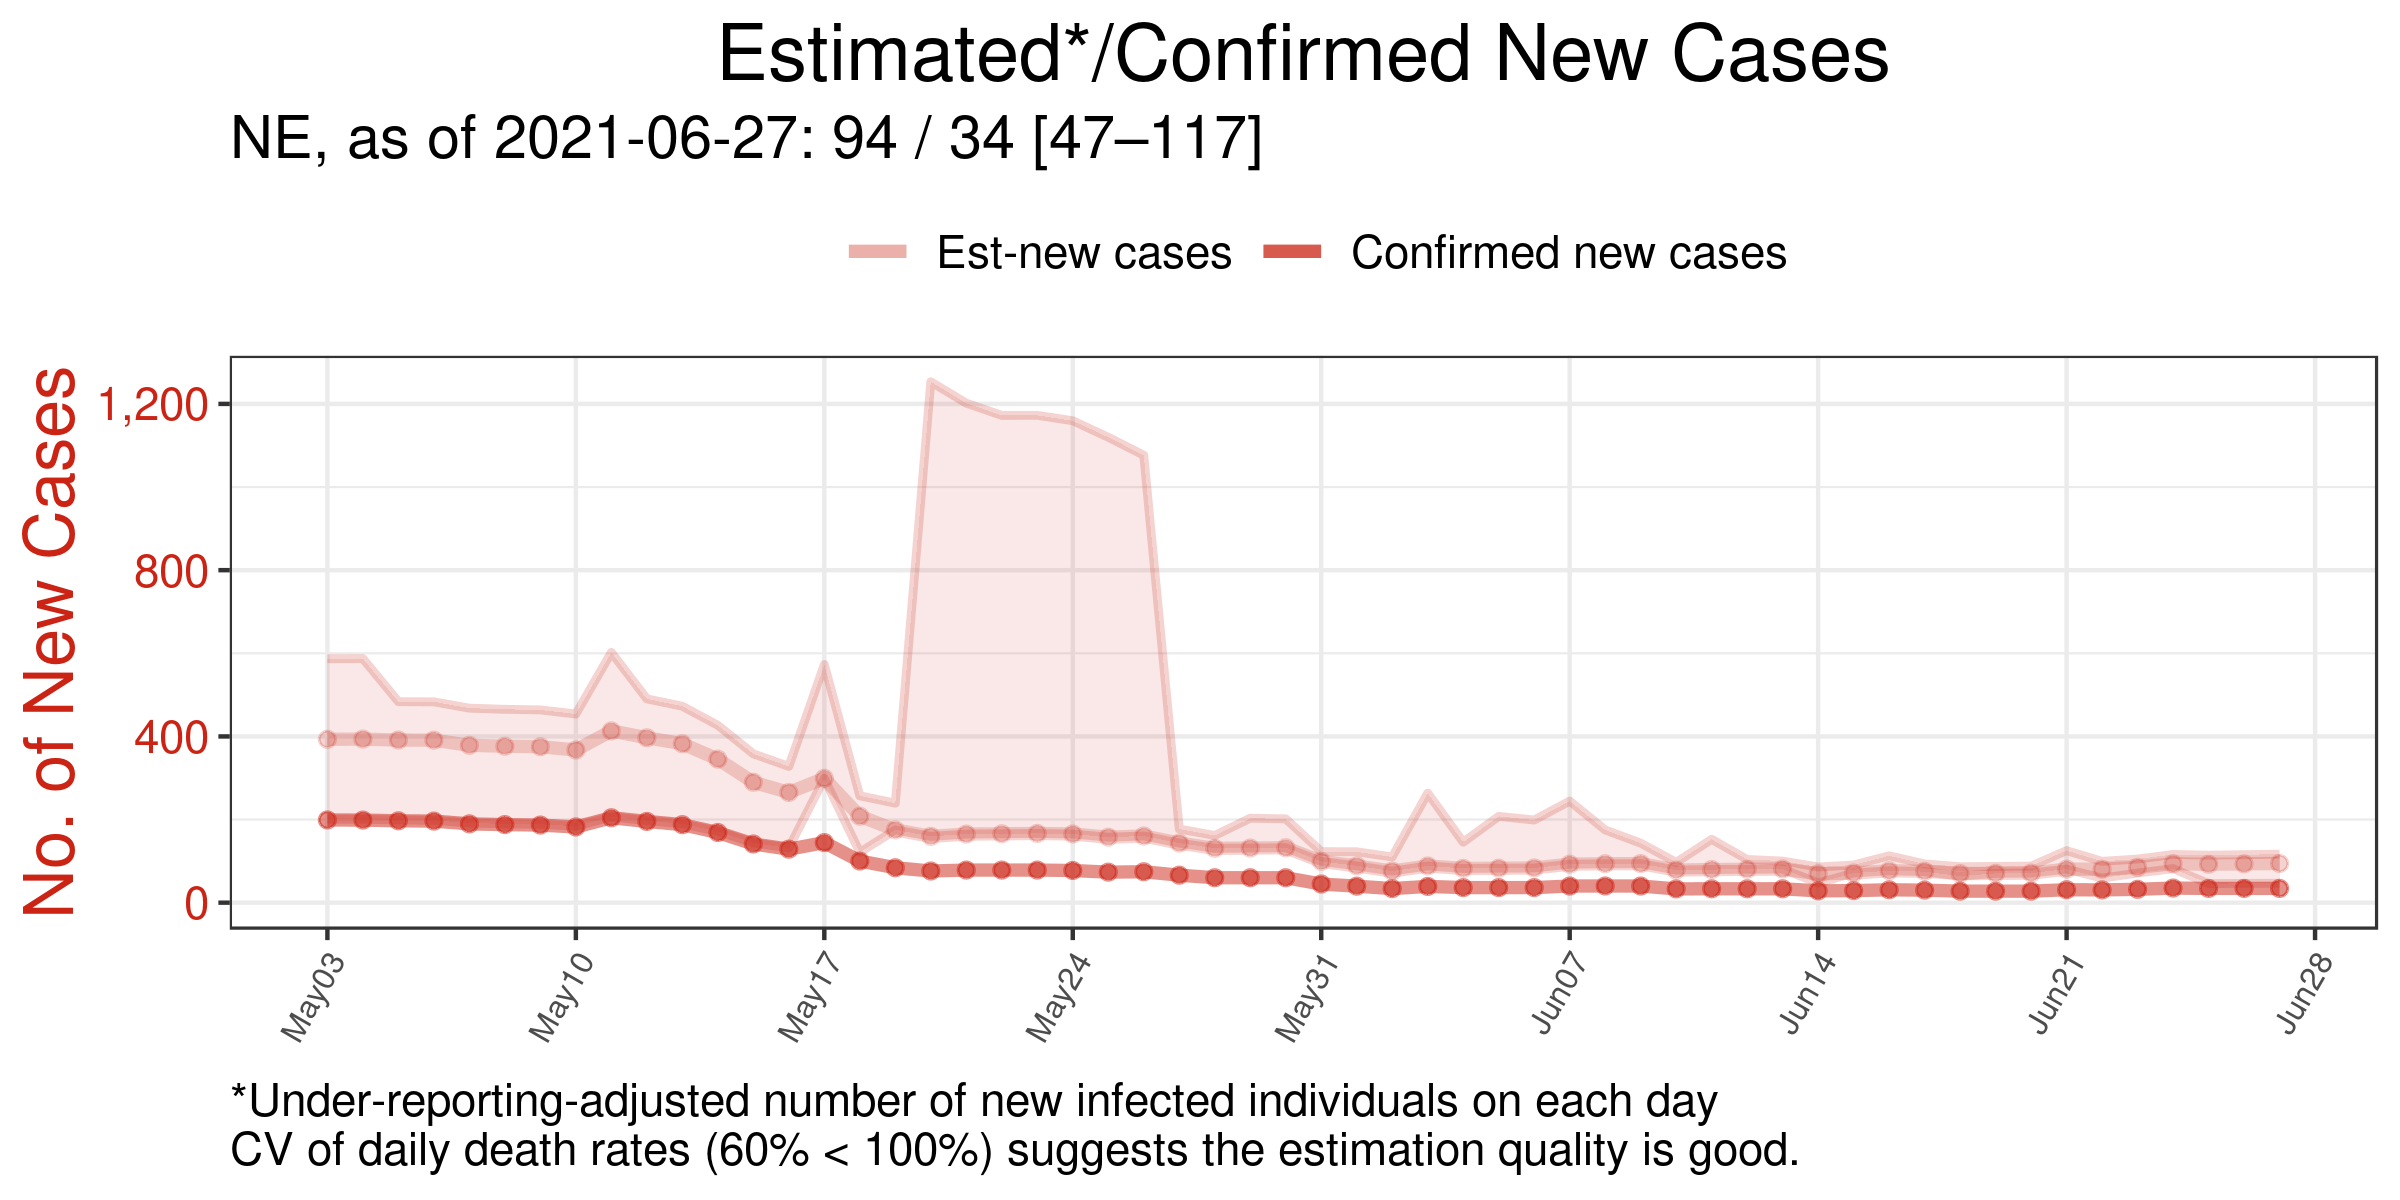 Estimated*/Confirmed New Cases
NE, as of 2021-06-27: 94 / 34 [47–117]
Est-new cases
Confirmed new cases
No. of New Cases
1,200
800
400
0
May03
May10
May17
May24
May31
Jun07
Jun14
Jun21
Jun28
*Under-reporting-adjusted number of new infected individuals on each day
CV of daily death rates (60% < 100%) suggests the estimation quality is good.